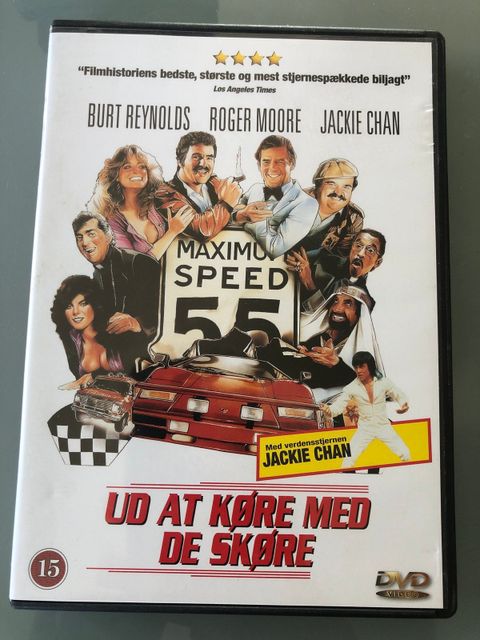 “Filmhistoriens bedste, største og mest stjernespækkede biljagt”
Los Angeles Times
BURT REYNOLDS ROGER MOORE JACKIE CHAN
MAXIMU
SPEED
55
Med verdensstjernen
JACKIE CHAN
UD AT KØRE MED
DE SKØRE
15
DVD
VIDEO